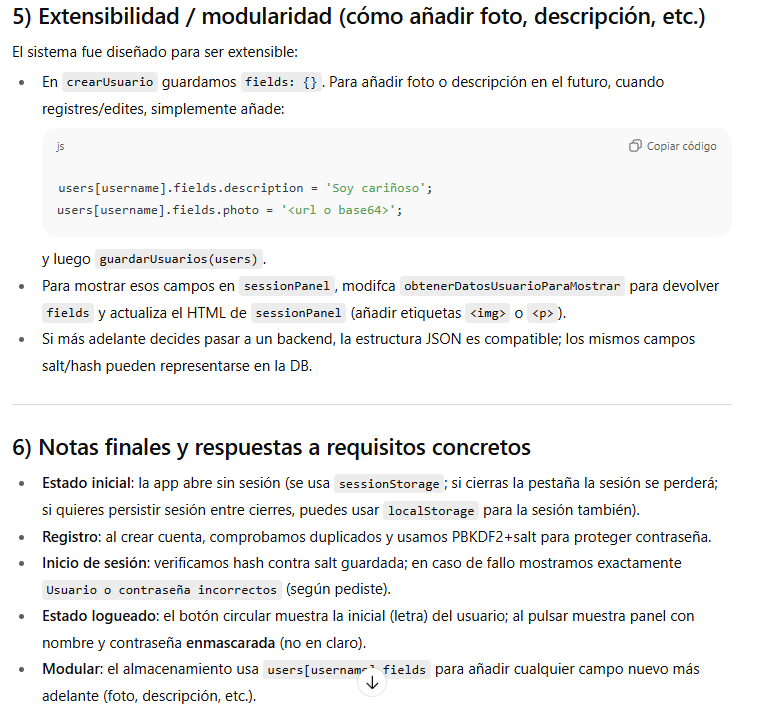 5) Extensibilidad / modularidad (cómo añadir foto, descripción, etc.)
El sistema fue diseñado para ser extensible:
• En crearUsuario guardamos fields: {}. Para añadir foto o descripción en el futuro, cuando
registres/edites, simplemente añade:
js
Copiar código
users[username].fields.description = 'Soy cariñoso';
users[username].fields.photo = '<url o base64>';
y luego guardarUsuarios(users).
• Para mostrar esos campos en sessionPanel, modifca obtenerDatosUsuarioParaMostrar para devolver
fields y actualiza el HTML de sessionPanel (añadir etiquetas <img> o <p>).
• Si más adelante decides pasar a un backend, la estructura JSON es compatible; los mismos campos
salt/hash pueden representarse en la DB.
6) Notas finales y respuestas a requisitos concretos
• Estado inicial: la app abre sin sesión (se usa sessionStorage; si cierras la pestaña la sesión se perderá;
si quieres persistir sesión entre cierres, puedes usar localStorage para la sesión también).
• Registro: al crear cuenta, comprobamos duplicados y usamos PBKDF2+salt para proteger contraseña.
• Inicio de sesión: verificamos hash contra salt guardada; en caso de fallo mostramos exactamente
Usuario o contraseña incorrectos (según pediste).
• Estado logueado: el botón circular muestra la inicial (letra) del usuario; al pulsar muestra panel con
nombre y contraseña enmascarada (no en claro).
• Modular: el almacenamiento usa users[username].fields para añadir cualquier campo nuevo más
adelante (foto, descripción, etc.).